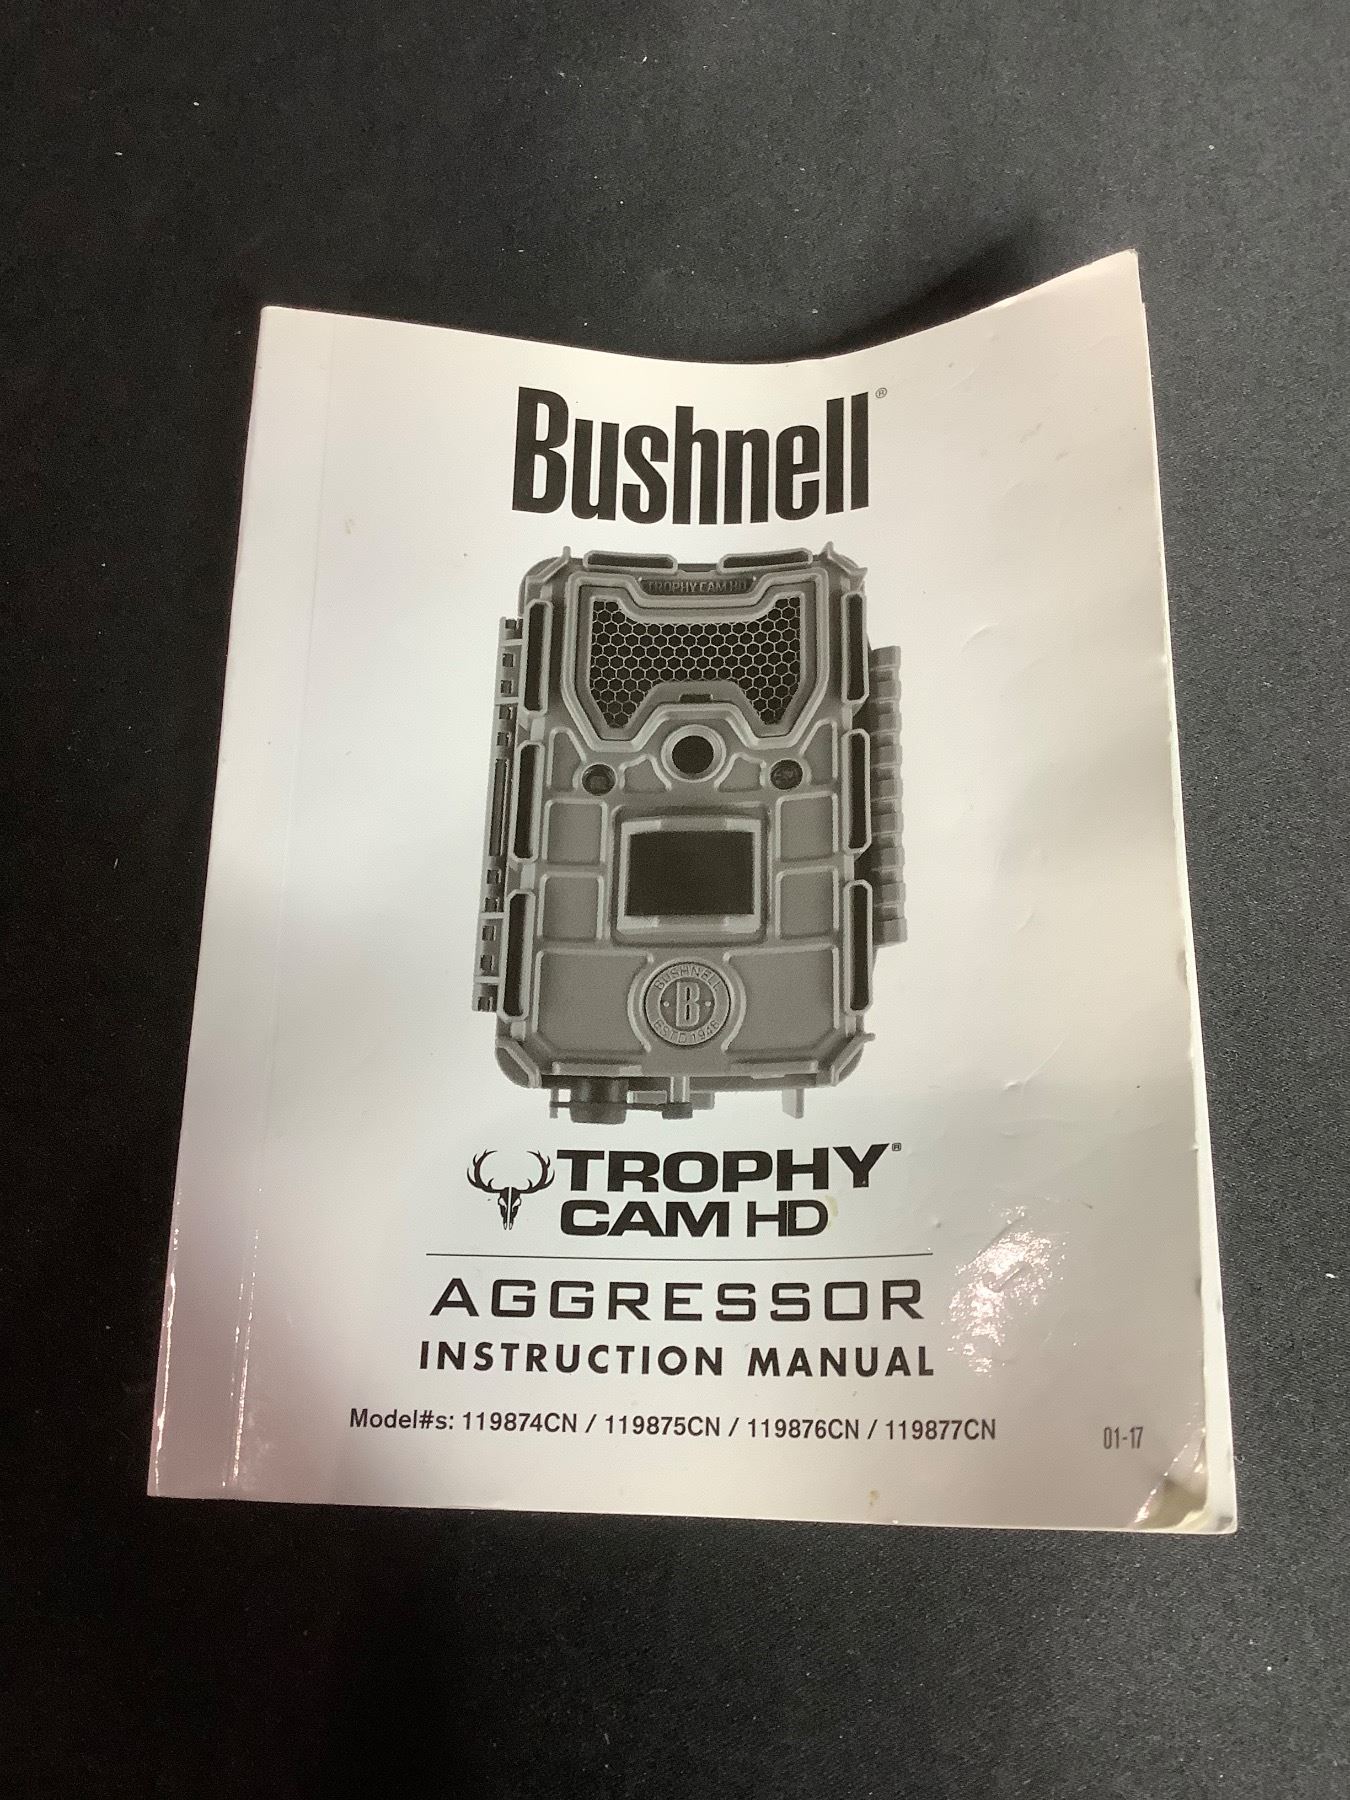 Bushnell®
TROPHY CAM HD
BUSHNELL
B
ESTD 1948
TROPHY®
CAM HD
AGGRESSOR
INSTRUCTION MANUAL
Model#s: 119874CN / 119875CN / 119876CN / 119877CN
01-17